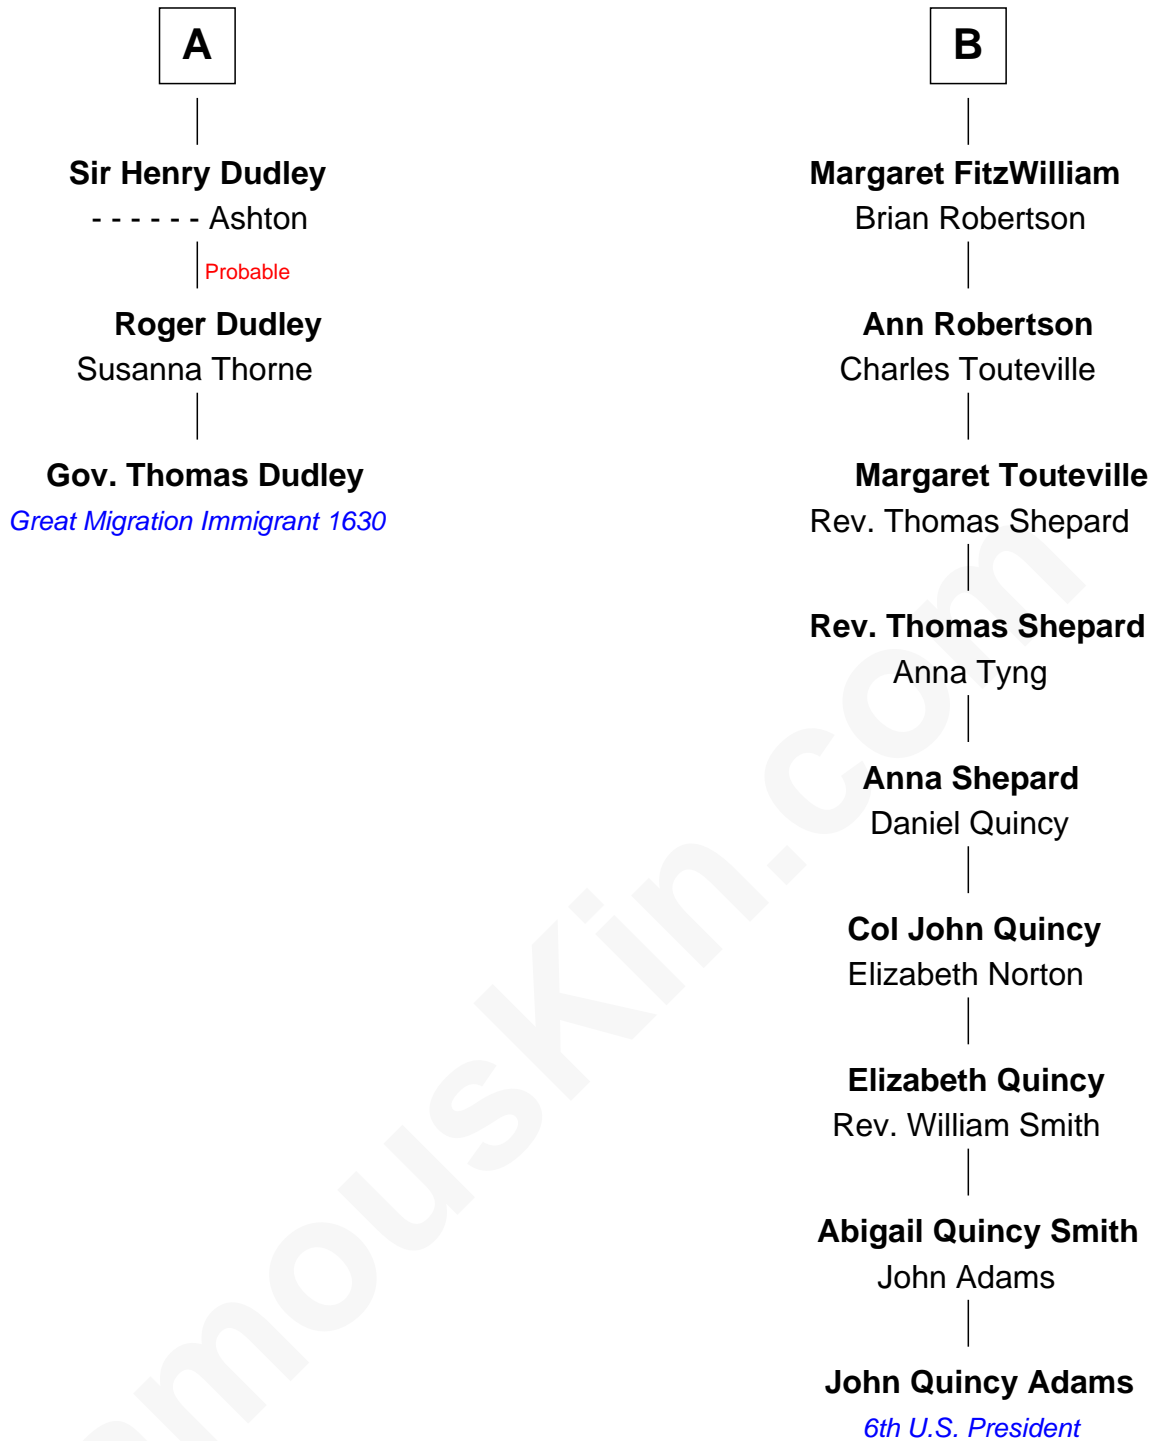 A
Sir Henry Dudley
- - - - - - Ashton
Probable
Roger Dudley
Susanna Thorne
Gov. Thomas Dudley
Great Migration Immigrant 1630
B
Margaret FitzWilliam
Brian Robertson
Ann Robertson
Charles Touteville
Margaret Touteville
Rev. Thomas Shepard
Rev. Thomas Shepard
Anna Tyng
Anna Shepard
Daniel Quincy
Col John Quincy
Elizabeth Norton
Elizabeth Quincy
Rev. William Smith
Abigail Quincy Smith
John Adams
John Quincy Adams
6th U.S. President
amouskin.com